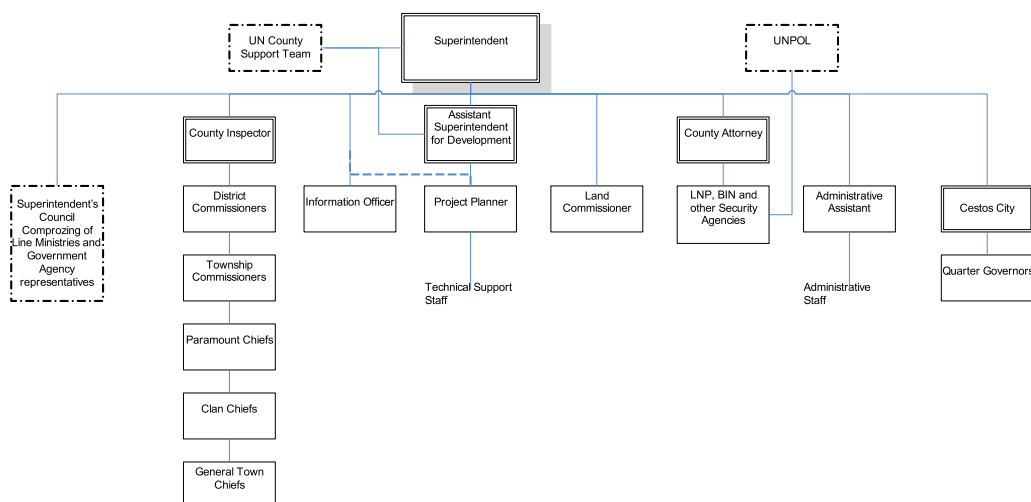 UN County
Support Team
Superintendent
UNPOL
County Inspector
Assistant
Superintendent
for Development
County Attorney
Superintendent's
Council
Comprozing of
Line Ministries and
Government
Agency
representatives
District
Commissioners
Information Officer
Project Planner
Land
Commissioner
LNP, BIN and
other Security
Agencies
Administrative
Assistant
Cestos City
Township
Commissioners
Technical Support
Staff
Administrative
Staff
Quarter Governors
Paramount Chiefs
Clan Chiefs
General Town
Chiefs